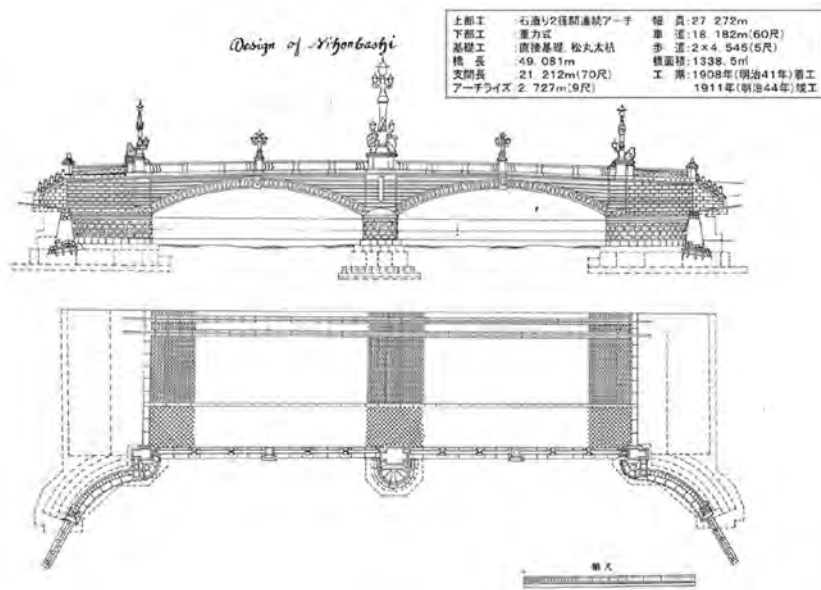 Design of Nihonbashi
上部工 :石造り2径間連続アーチ 幅 員:27.272m
下部工 :重力式 車 道:18.182m(60尺)
基礎工 :直接基礎、松丸太杭 歩 道:2×4.545(5尺)
橋 長 :49.081m 橋面積:1338.5㎡
支間長 :21.212m(70尺) 工 期:1908年(明治41年)着工
アーチライズ:2.727m(9尺) 1911年(明治44年)竣工
縮尺